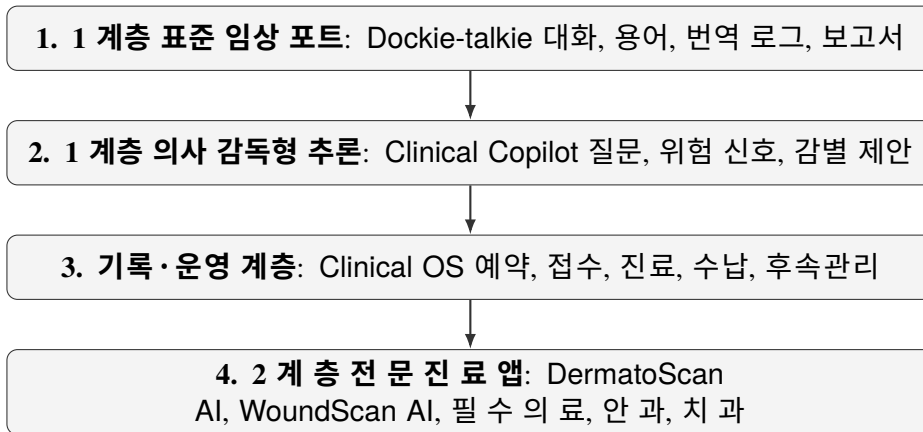 1. 1 계층 표준 임상 포트: Dockie-talkie 대화, 용어, 번역 로그, 보고서
2. 1 계층 의사 감독형 추론: Clinical Copilot 질문, 위험 신호, 감별 제안
3. 기록·운영 계층: Clinical OS 예약, 접수, 진료, 수납, 후속관리
4. 2 계 층 전 문 진 료 앱: DermatoScan
AI, WoundScan AI, 필 수 의 료, 안 과, 치 과